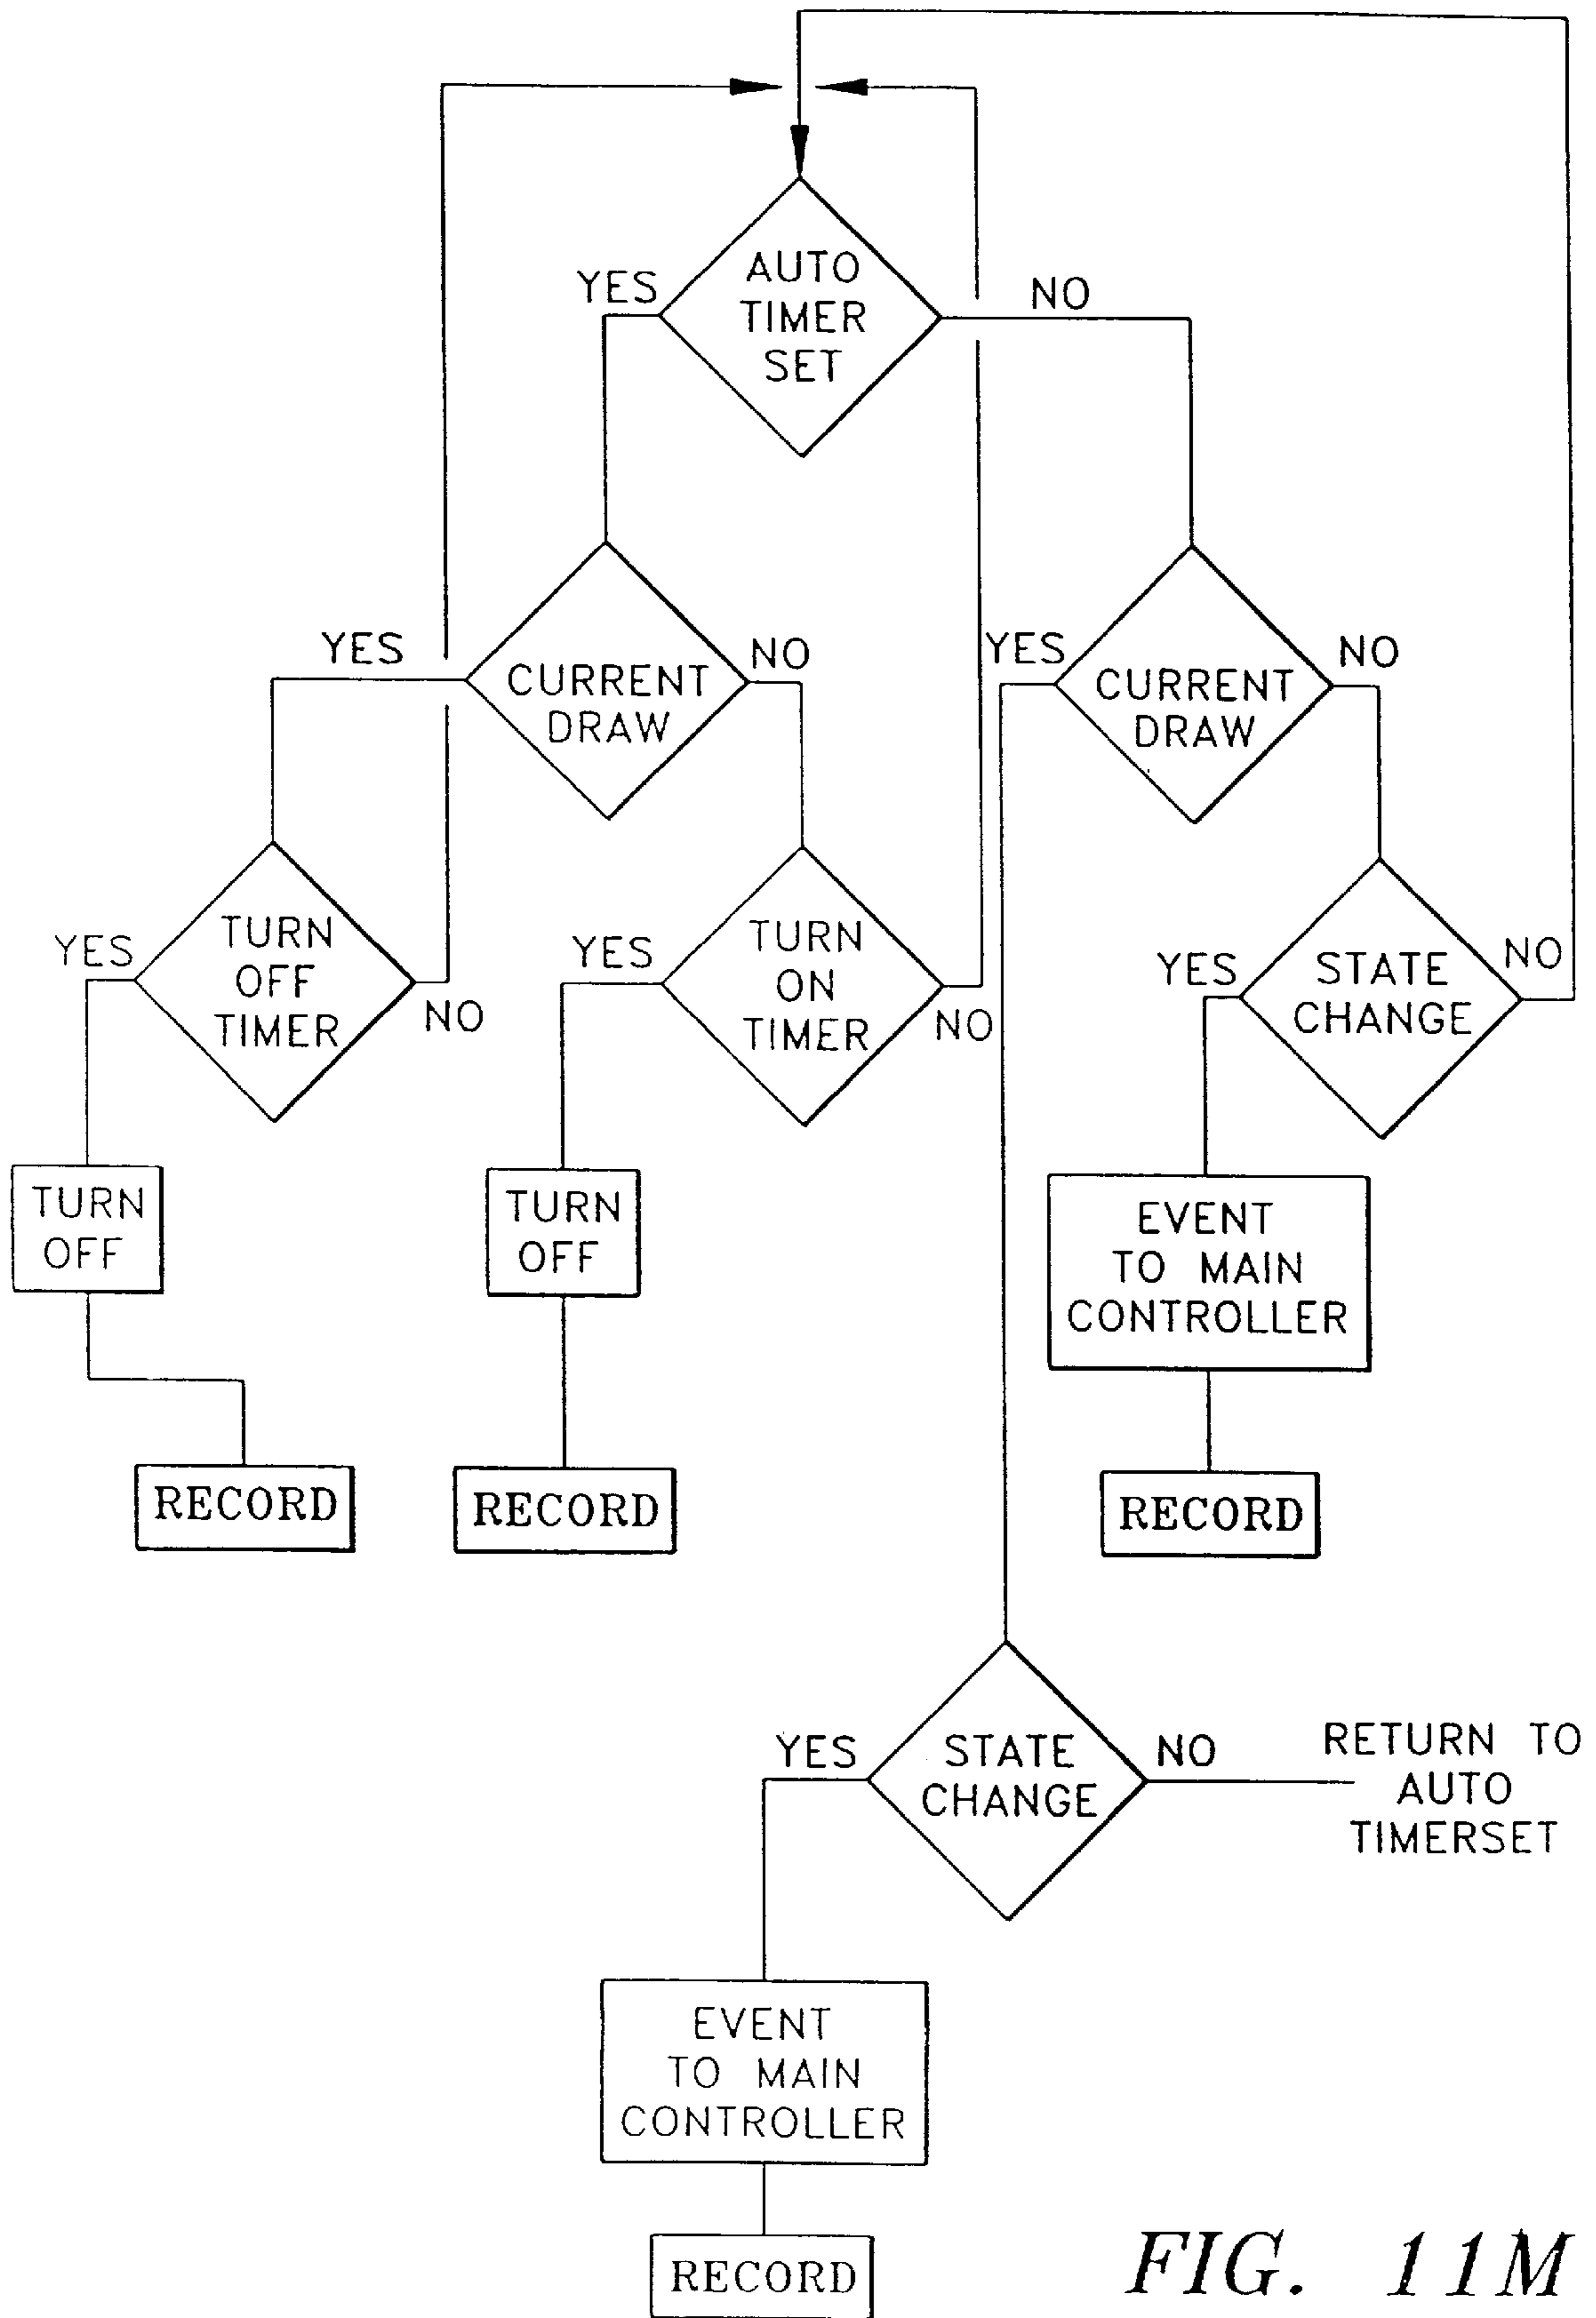 AUTO
TIMER
SET
YES
NO
CURRENT
DRAW
YES
NO
CURRENT
DRAW
YES
NO
TURN
OFF
TIMER
YES
NO
TURN
ON
TIMER
YES
NO
STATE
CHANGE
YES
NO
TURN
OFF
TURN
OFF
EVENT
TO MAIN
CONTROLLER
RECORD
RECORD
RECORD
STATE
CHANGE
YES
NO
RETURN TO
AUTO
TIMERSET
EVENT
TO MAIN
CONTROLLER
RECORD
FIG. 11M